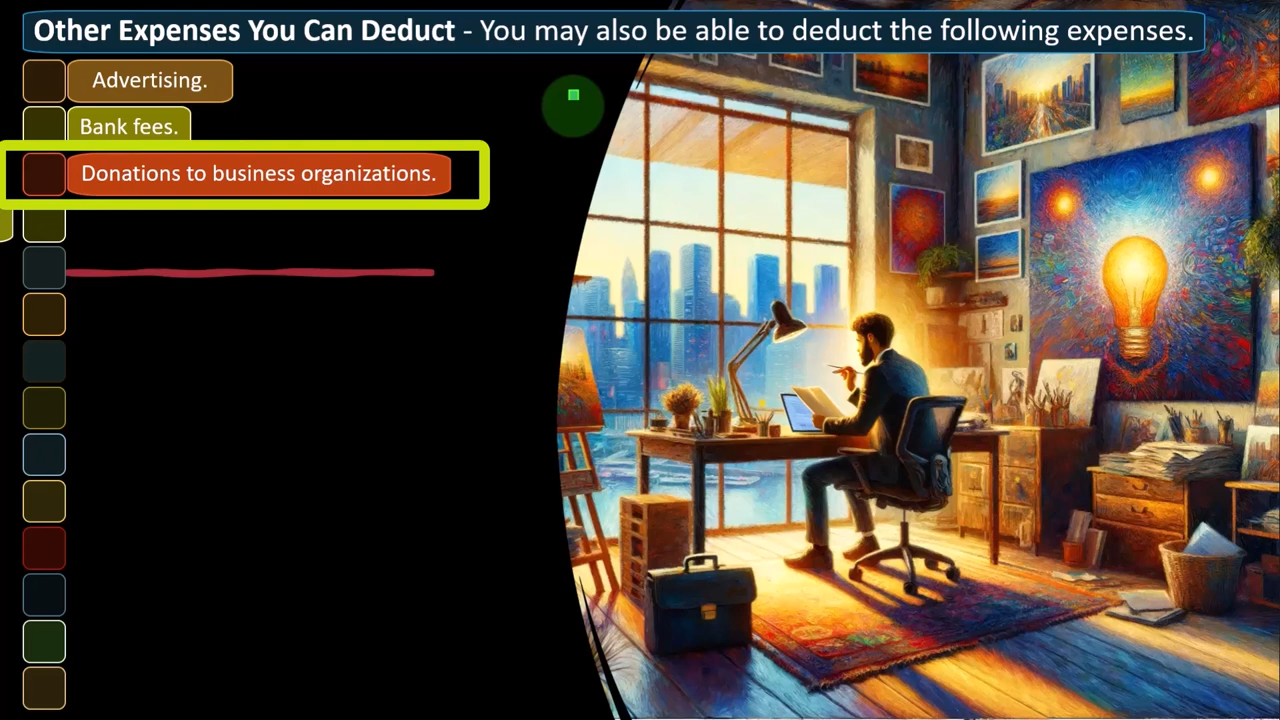 Other Expenses You Can Deduct - You may also be able to deduct the following expenses.
Advertising.
Bank fees.
Donations to business organizations.